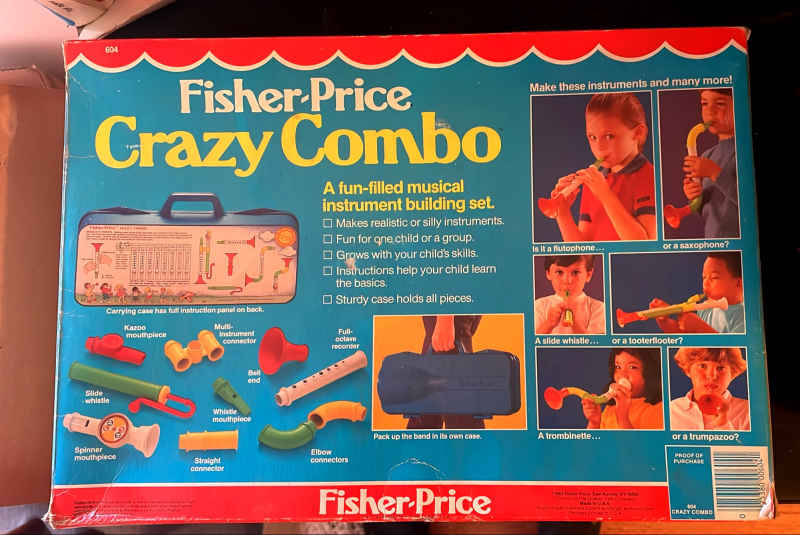 604
Fisher-Price
Crazy Combo
A fun-filled musical
instrument building set.
Makes realistic or silly instruments.
Fun for one child or a group.
Grows with your child's skills.
Instructions help your child learn
the basics.
Sturdy case holds all pieces.
Carrying case has full instruction panel on back.
Kazoo
mouthpiece
Multi-
instrument
connector
Full-
octave
recorder
Bell
end
Slide
whistle
Whistle
mouthpiece
Spinner
mouthpiece
Straight
connector
Elbow
connectors
Pack up the band in its own case.
Make these instruments and many more!
Is it a flutophone...
or a saxophone?
A slide whistle...
or a tooterflooter?
A trombinette...
or a trumpazoo?
PROOF OF
PURCHASE
604
CRAZY COMBO
Fisher-Price